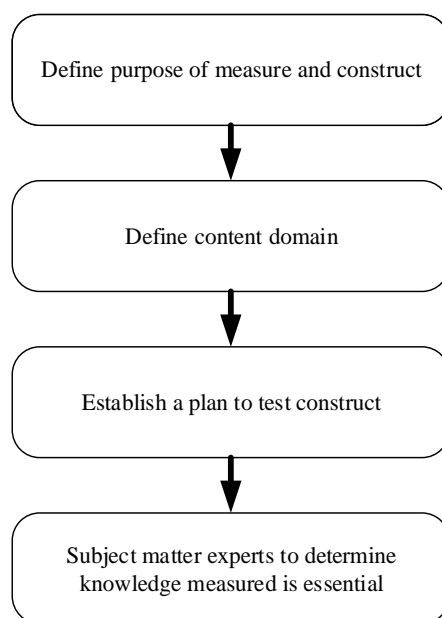 Define purpose of measure and construct
Define content domain
Establish a plan to test construct
Subject matter experts to determine
knowledge measured is essential